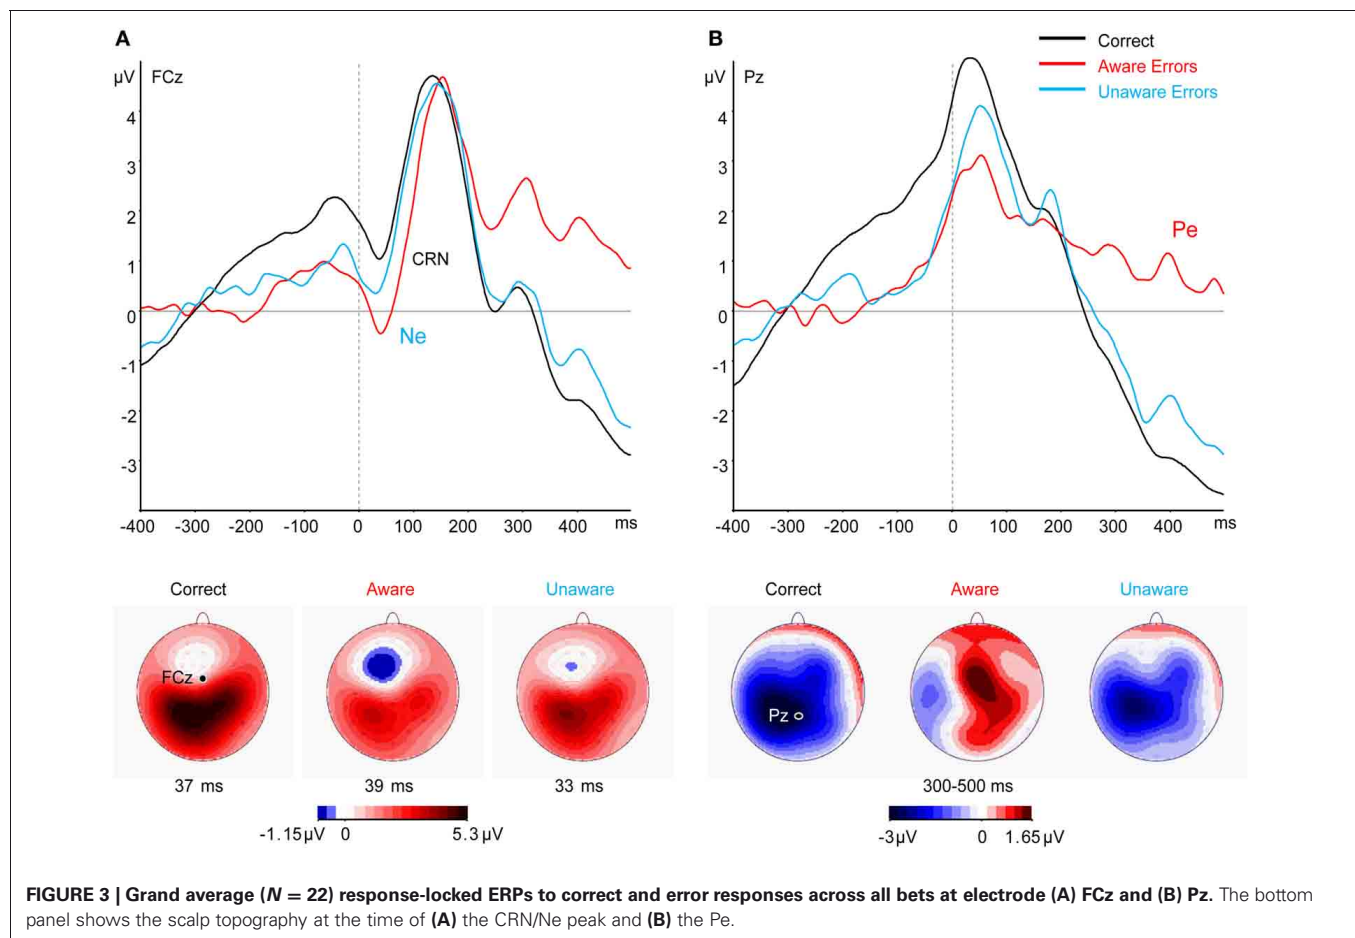 A
μV
FCz
4
3
2
1
0
-1
-2
-3
CRN
Ne
-400 -300 -200 -100 0 100 200 300 400 ms
B
μV
Pz
Correct
Aware Errors
Unaware Errors
4
3
2
1
0
-1
-2
-3
Pe
-400 -300 -200 -100 0 100 200 300 400 ms
Correct Aware Unaware
FCz
37 ms 39 ms 33 ms
-1.15μV 0 5.3μV
Correct Aware Unaware
Pz
300-500 ms
-3μV 0 1.65μV
FIGURE 3 | Grand average (N = 22) response-locked ERPs to correct and error responses across all bets at electrode (A) FCz and (B) Pz. The bottom
panel shows the scalp topography at the time of (A) the CRN/Ne peak and (B) the Pe.